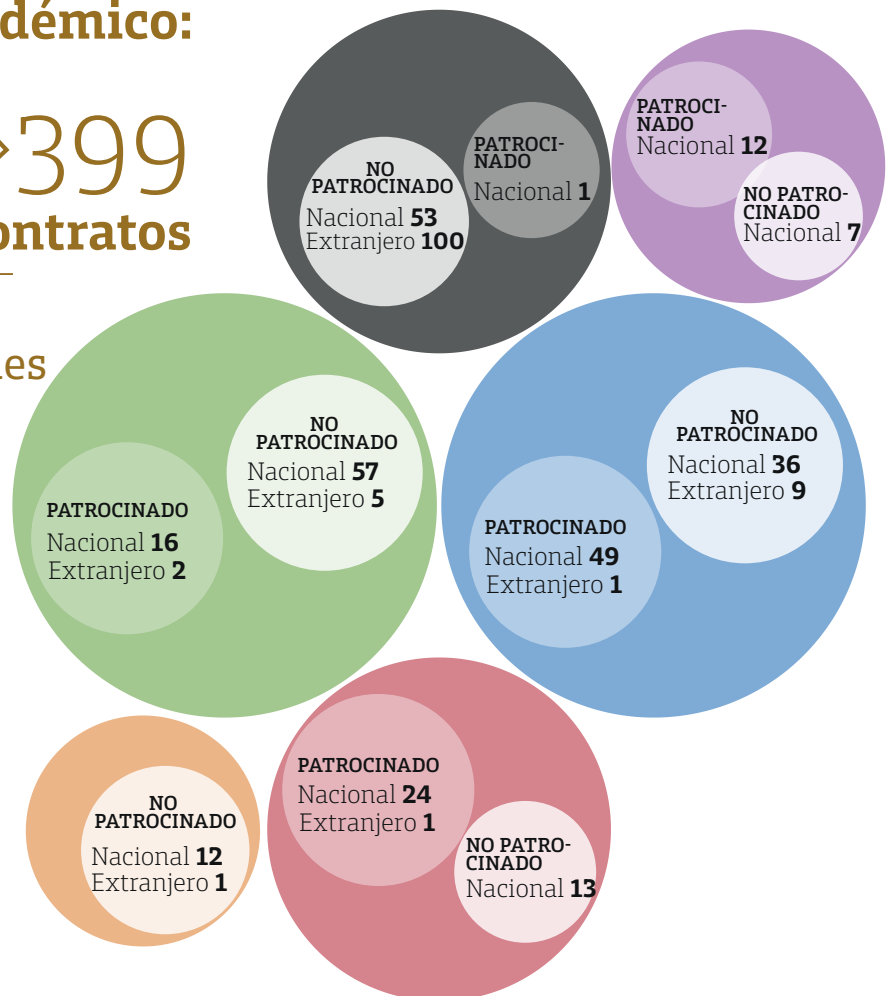 démico:
399
ontratos
es
NO
PATROCINADO
Nacional 53
Extranjero 100
PATROCI-
NADO
Nacional 1
PATROCI-
NADO
Nacional 12
NO PATRO-
CINADO
Nacional 7
PATROCINADO
Nacional 16
Extranjero 2
NO
PATROCINADO
Nacional 57
Extranjero 5
PATROCINADO
Nacional 49
Extranjero 1
NO
PATROCINADO
Nacional 36
Extranjero 9
NO
PATROCINADO
Nacional 12
Extranjero 1
PATROCINADO
Nacional 24
Extranjero 1
NO PATRO-
CINADO
Nacional 13